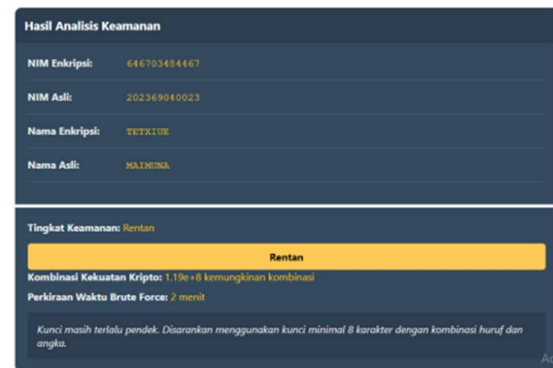 Hasil Analisis Keamanan
NIM Enkripsi: 646703484467
NIM Asli: 202369040023
Nama Enkripsi: TETXIUE
Nama Asli: MAIMUNA
Tingkat Keamanan: Rentan
Rentan
Kombinasi Kekuatan Kripto: 1.19e+8 kemungkinan kombinasi
Perkiraan Waktu Brute Force: 2 menit
Kunci masih terlalu pendek. Disarankan menggunakan kunci minimal 8 karakter dengan kombinasi huruf dan
angka.